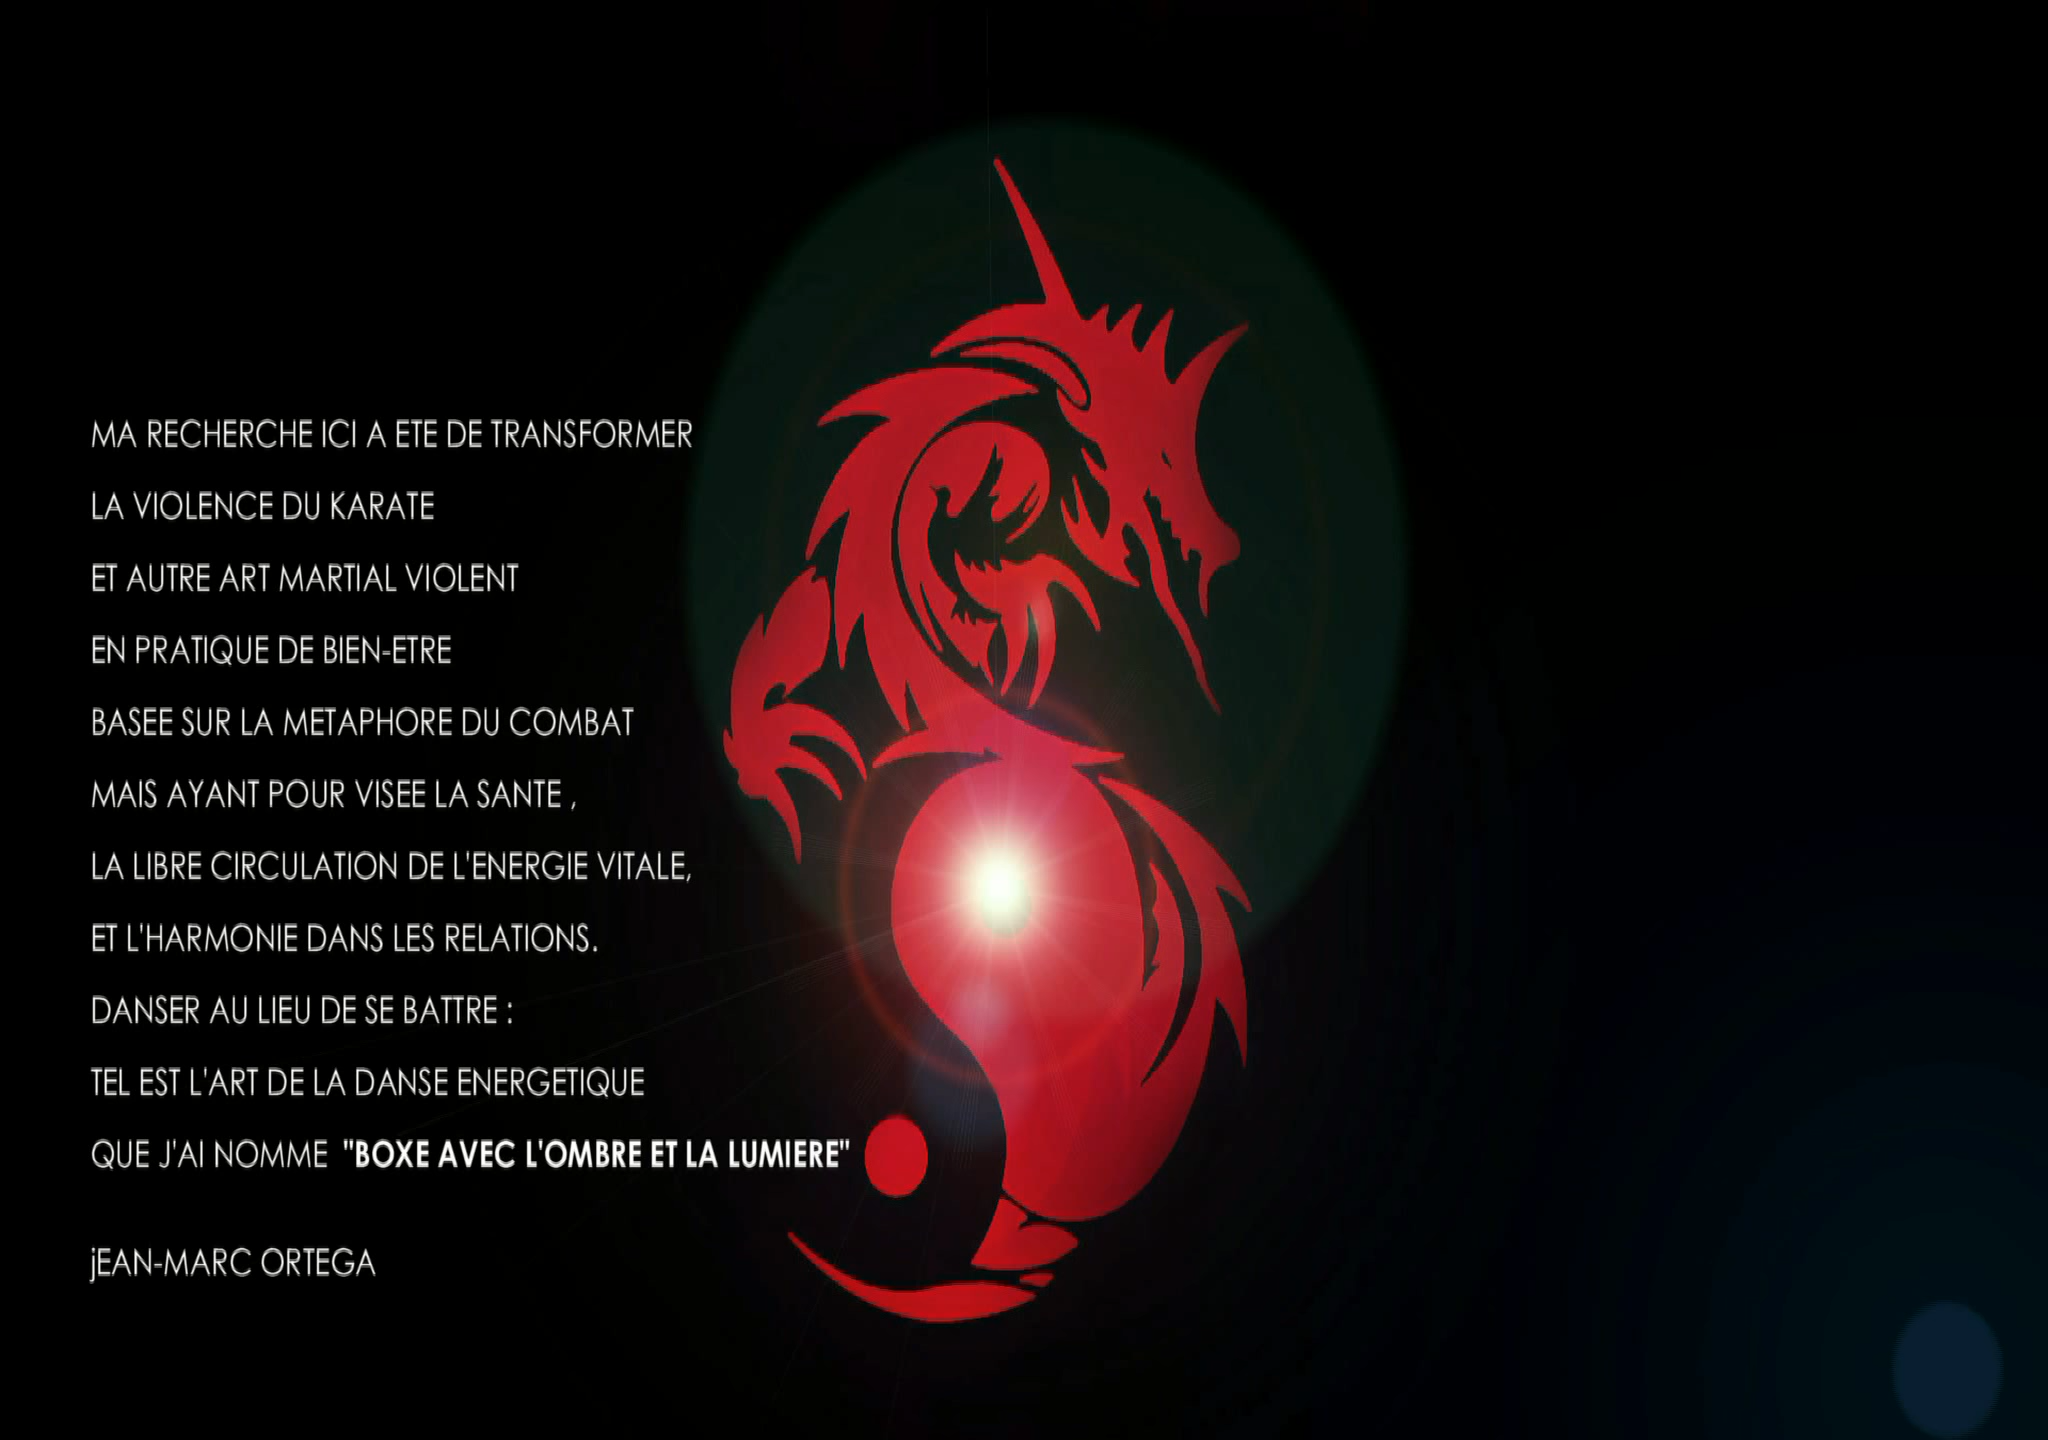 MA RECHERCHE ICI A ETE DE TRANSFORMER
LA VIOLENCE DU KARATE
ET AUTRE ART MARTIAL VIOLENT
EN PRATIQUE DE BIEN-ETRE
BASEE SUR LA METAPHORE DU COMBAT
MAIS AYANT POUR VISEE LA SANTE ,
LA LIBRE CIRCULATION DE L'ENERGIE VITALE,
ET L'HARMONIE DANS LES RELATIONS.
DANSER AU LIEU DE SE BATTRE :
TEL EST L'ART DE LA DANSE ENERGETIQUE
QUE J'AI NOMME "BOXE AVEC L'OMBRE ET LA LUMIERE"
jEAN-MARC ORTEGA